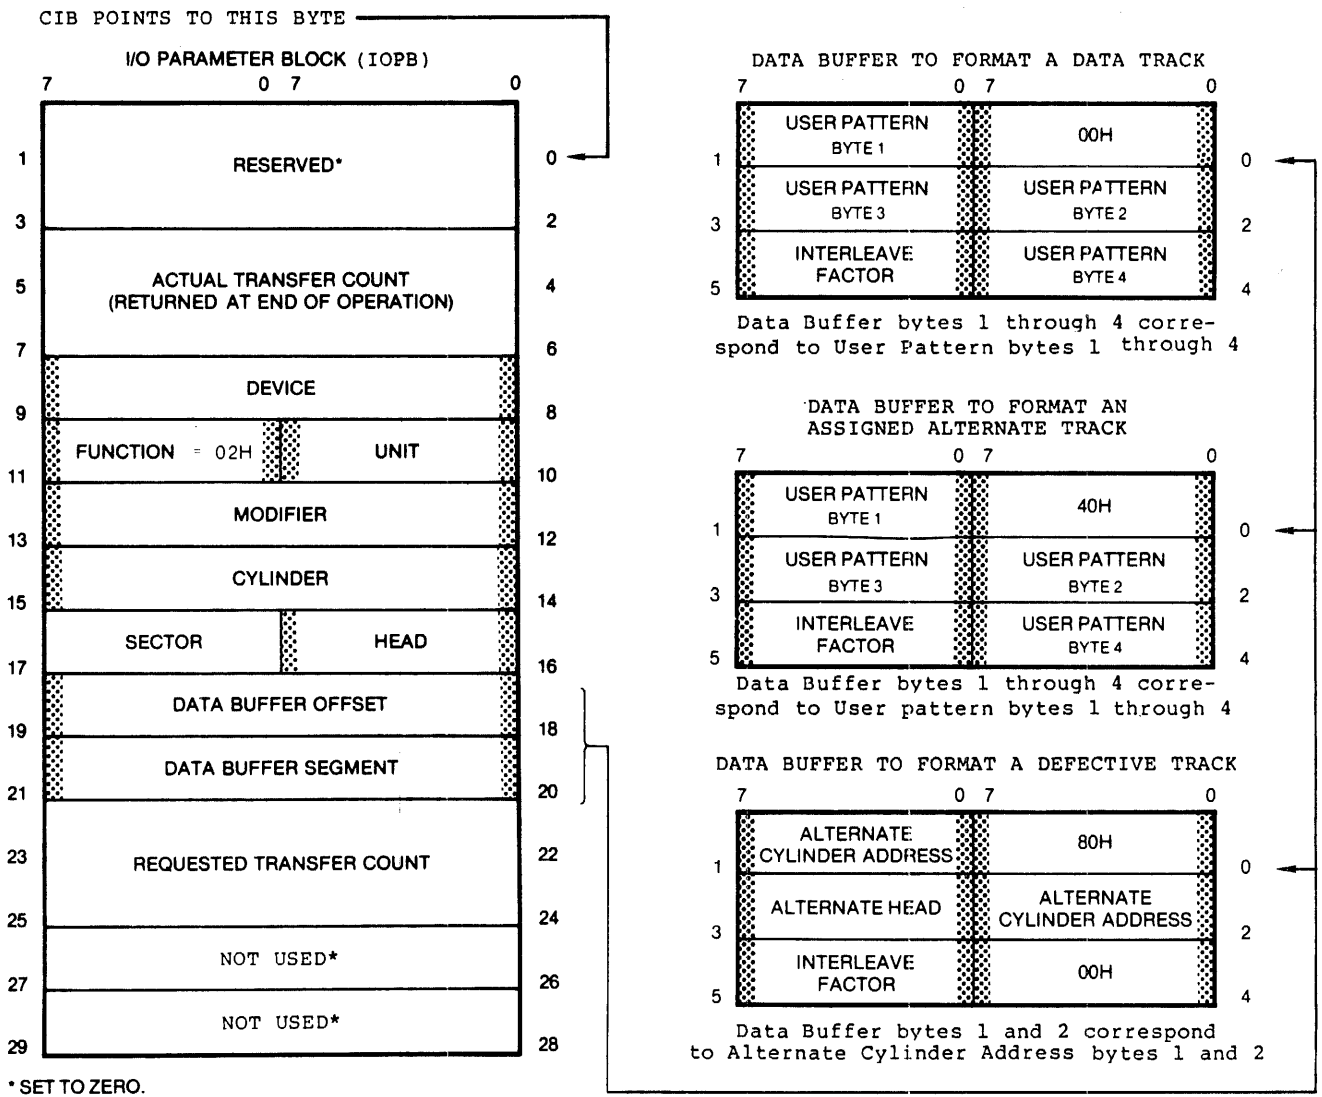 CIB POINTS TO THIS BYTE
I/O PARAMETER BLOCK (IOPB)
7 0 7 0
RESERVED*
1 0
3 2
ACTUAL TRANSFER COUNT
(RETURNED AT END OF OPERATION)
5 4
7 6
DEVICE
9 8
FUNCTION = 02H UNIT
11 10
MODIFIER
13 12
CYLINDER
15 14
SECTOR HEAD
17 16
DATA BUFFER OFFSET
19 18
DATA BUFFER SEGMENT
21 20
REQUESTED TRANSFER COUNT
23 22
25 24
NOT USED*
27 26
NOT USED*
29 28
* SET TO ZERO.
DATA BUFFER TO FORMAT A DATA TRACK
7 0 7 0
USER PATTERN
BYTE 1
00H
1 0
USER PATTERN
BYTE 3
USER PATTERN
BYTE 2
3 2
INTERLEAVE
FACTOR
USER PATTERN
BYTE 4
5 4
Data Buffer bytes 1 through 4 corre-
spond to User Pattern bytes 1 through 4
DATA BUFFER TO FORMAT AN
ASSIGNED ALTERNATE TRACK
7 0 7 0
USER PATTERN
BYTE 1
40H
1 0
USER PATTERN
BYTE 3
USER PATTERN
BYTE 2
3 2
INTERLEAVE
FACTOR
USER PATTERN
BYTE 4
5 4
Data Buffer bytes 1 through 4 corre-
spond to User pattern bytes 1 through 4
DATA BUFFER TO FORMAT A DEFECTIVE TRACK
7 0 7 0
ALTERNATE
CYLINDER ADDRESS
80H
1 0
ALTERNATE HEAD
ALTERNATE
CYLINDER ADDRESS
3 2
INTERLEAVE
FACTOR
00H
5 4
Data Buffer bytes 1 and 2 correspond
to Alternate Cylinder Address bytes 1 and 2